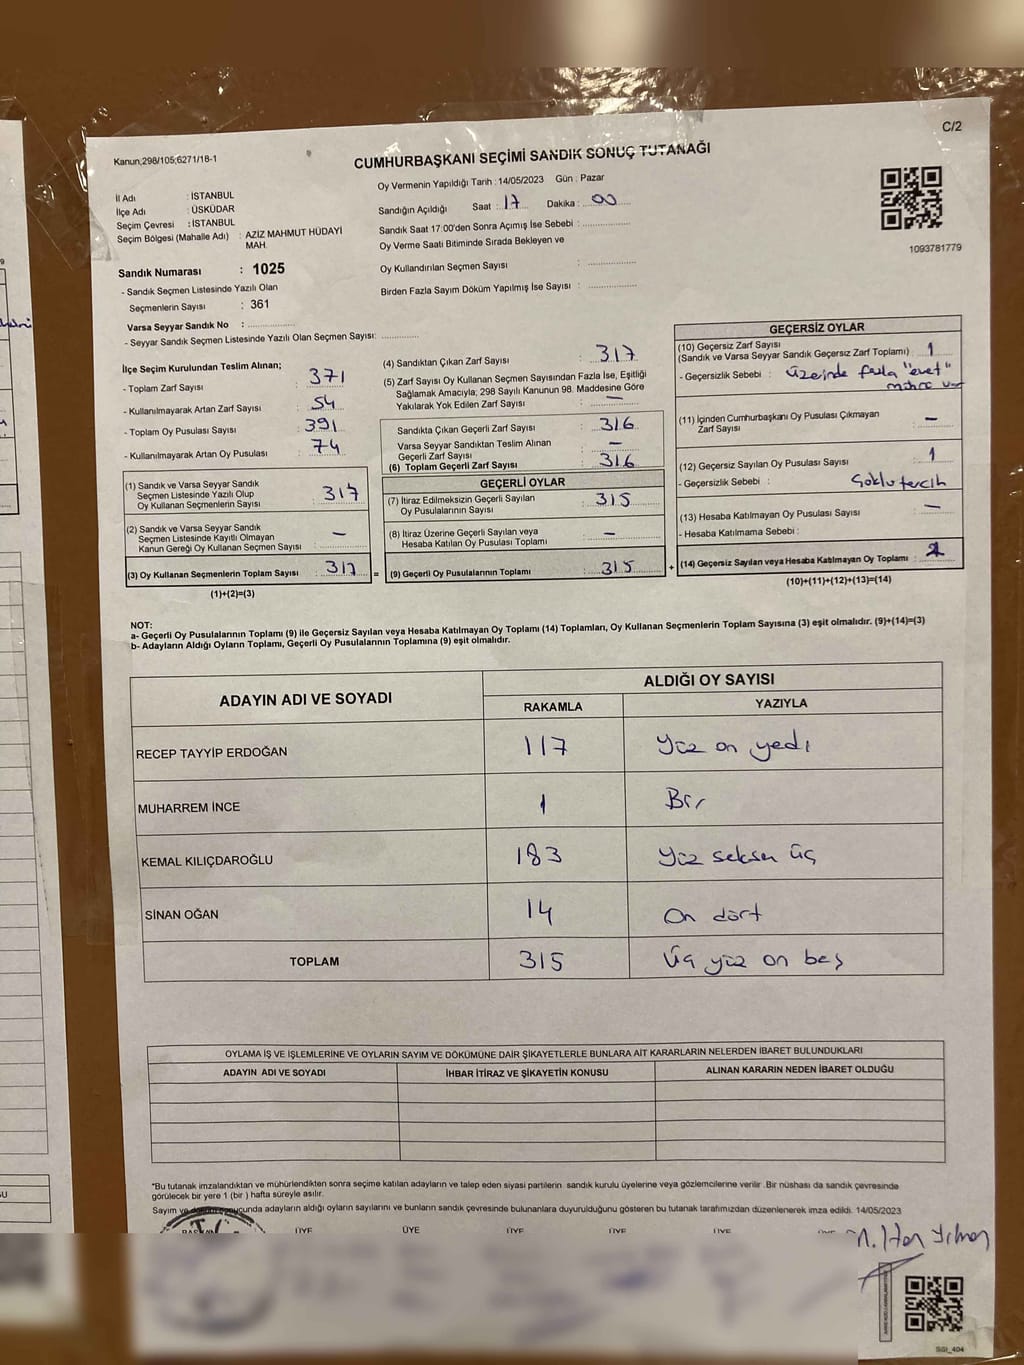 C/2
Kanun;298/105;6271/18-1
CUMHURBAŞKANI SEÇİMİ SANDIK SONUÇ TUTANAĞI
Oy Vermenin Yapıldığı Tarih : 14/05/2023 Gün : Pazar
İl Adı : İSTANBUL
İlçe Adı : ÜSKÜDAR
Seçim Çevresi : İSTANBUL
Seçim Bölgesi (Mahalle Adı) : AZİZ MAHMUT HÜDAYİ MAH.
Sandığın Açıldığı Saat : 17 Dakika : 00
Sandık Saat 17:00'den Sonra Açımış İse Sebebi :
Oy Verme Saati Bitiminde Sırada Bekleyen ve
Oy Kullandırılan Seçmen Sayısı :
Birden Fazla Sayım Döküm Yapılmış İse Sayısı :
1093781779
Sandık Numarası : 1025
- Sandık Seçmen Listesinde Yazılı Olan
Seçmenlerin Sayısı : 361
Varsa Seyyar Sandık No :
- Seyyar Sandık Seçmen Listesinde Yazılı Olan Seçmen Sayısı:
İlçe Seçim Kurulundan Teslim Alınan;
- Toplam Zarf Sayısı : 371
- Kullanılmayarak Artan Zarf Sayısı : 54
- Toplam Oy Pusulası Sayısı : 391
- Kullanılmayarak Artan Oy Pusulası : 74
(1) Sandık ve Varsa Seyyar Sandık
Seçmen Listesinde Yazılı Olup
Oy Kullanan Seçmenlerin Sayısı : 317
(2) Sandık ve Varsa Seyyar Sandık
Seçmen Listesinde Kayıtlı Olmayan
Kanun Gereği Oy Kullanan Seçmen Sayısı : –
(3) Oy Kullanan Seçmenlerin Toplam Sayısı : 317
(1)+(2)=(3)
(4) Sandıktan Çıkan Zarf Sayısı : 317
(5) Zarf Sayısı Oy Kullanan Seçmen Sayısından Fazla İse, Eşitliği
Sağlamak Amacıyla; 298 Sayılı Kanunun 98. Maddesine Göre
Yakılarak Yok Edilen Zarf Sayısı : –
Sandıkta Çıkan Geçerli Zarf Sayısı : 316
Varsa Seyyar Sandıktan Teslim Alınan
Geçerli Zarf Sayısı : –
(6) Toplam Geçerli Zarf Sayısı : 316
GEÇERLİ OYLAR
(7) İtiraz Edilmeksizin Geçerli Sayılan
Oy Pusulalarının Sayısı : 315
(8) İtiraz Üzerine Geçerli Sayılan veya
Hesaba Katılan Oy Pusulası Toplamı : –
= (9) Geçerli Oy Pusulalarının Toplamı : 315
GEÇERSİZ OYLAR
(10) Geçersiz Zarf Sayısı
(Sandık ve Varsa Seyyar Sandık Geçersiz Zarf Toplamı) : 1
- Geçersizlik Sebebi : Üzeinde fazla "evet"
mührü var
(11) İçinden Cumhurbaşkanı Oy Pusulası Çıkmayan
Zarf Sayısı : –
(12) Geçersiz Sayılan Oy Pusulası Sayısı : 1
- Geçersizlik Sebebi : Çoklu tercih
(13) Hesaba Katılmayan Oy Pusulası Sayısı : –
- Hesaba Katılmama Sebebi :
+ (14) Geçersiz Sayılan veya Hesaba Katılmayan Oy Toplamı : 2
(10)+(11)+(12)+(13)=(14)
NOT:
a- Geçerli Oy Pusulalarının Toplamı (9) ile Geçersiz Sayılan veya Hesaba Katılmayan Oy Toplamı (14) Toplamları, Oy Kullanan Seçmenlerin Toplam Sayısına (3) eşit olmalıdır. (9)+(14)=(3)
b- Adayların Aldığı Oyların Toplamı, Geçerli Oy Pusulalarının Toplamına (9) eşit olmalıdır.
ADAYIN ADI VE SOYADI
ALDIĞI OY SAYISI
RAKAMLA YAZIYLA
RECEP TAYYİP ERDOĞAN 117 Yüz on yedi
MUHARREM İNCE 1 Bir
KEMAL KILIÇDAROĞLU 183 Yüz seksen üç
SİNAN OĞAN 14 On dört
TOPLAM 315 Üç yüz on beş
OYLAMA İŞ VE İŞLEMLERİNE VE OYLARIN SAYIM VE DÖKÜMÜNE DAİR ŞİKAYETLERLE BUNLARA AİT KARARLARIN NELERDEN İBARET BULUNDUKLARI
ADAYIN ADI VE SOYADI İHBAR İTİRAZ VE ŞİKAYETİN KONUSU ALINAN KARARIN NEDEN İBARET OLDUĞU
*Bu tutanak imzalandıktan ve mühürlendikten sonra seçime katılan adayların ve talep eden siyasi partilerin sandık kurulu üyelerine veya gözlemcilerine verilir .Bir nüshası da sandık çevresinde
görülecek bir yere 1 (bir ) hafta süreyle asılır.
Sayım ve döküm sonucunda adayların aldığı oyların sayılarını ve bunların sandık çevresinde bulunanlara duyurulduğunu gösteren bu tutanak tarafımızdan düzenlenerek imza edildi. 14/05/2023
BAŞKAN ÜYE ÜYE ÜYE ÜYE ÜYE
SGI_404